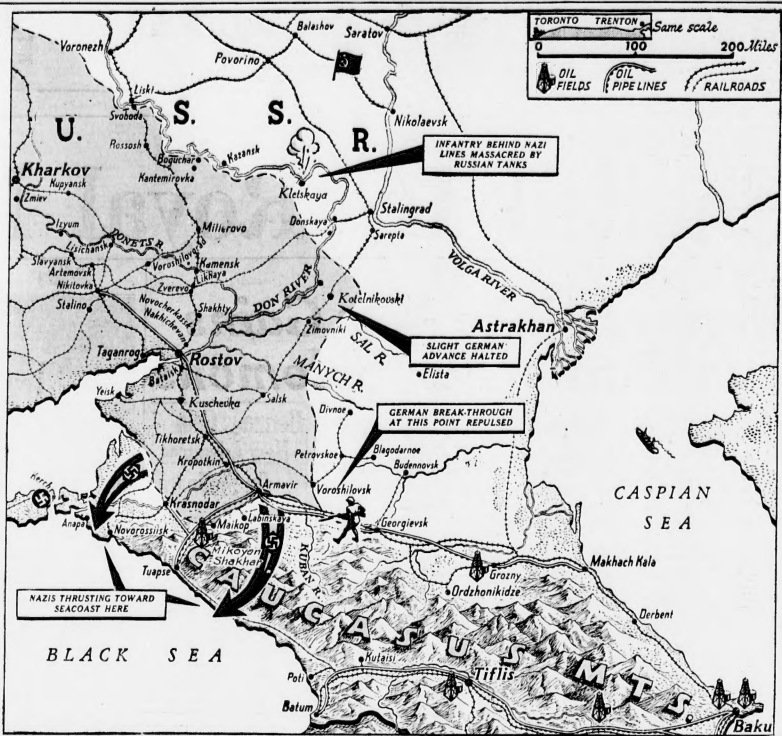 TORONTO TRENTON
Same scale
0 100 200 Miles
OIL FIELDS
OIL PIPE LINES
RAILROADS
Voronezh
Balashov
Saratov
Povorino
Liski
Svoboda
U. S. S. R.
Nikolaevsk
Rossosh
Boguchar
Kazansk
INFANTRY BEHIND NAZI
LINES MASSACRED BY
RUSSIAN TANKS
Kharkov
Kupyansk
Kantemirovka
Zmiev
Kletskaya
Izyum
Donskaya
Stalingrad
Sarepta
Millerovo
DONETS R.
Lisichansk
Slavyansk
Voroshilovgrad
Kamensk
Artemovsk
Likhaya
Nikitovka
Zverevo
VOLGA RIVER
DON RIVER
Kotelnikovski
Stalino
Novocherkassk
Nakhichevan
Shakhty
Zimovniki
Astrakhan
SAL R.
SLIGHT GERMAN
ADVANCE HALTED
Taganrog
Rostov
Bataisk
MANYCH R.
Elista
Yeisk
Kuschevka
Salsk
Divnoe
GERMAN BREAK-THROUGH
AT THIS POINT REPULSED
Tikhoretsk
Petrovskoe
Blagodarnoe
Kropotkin
Budennovsk
Kerch
Armavir
Voroshilovsk
CASPIAN
SEA
Krasnodar
Anapa
Novorossiisk
Maikop
Labinskaya
Georgievsk
Mikoyan
Shakhar
KUBAN R.
Tuapse
Grozny
Makhach Kala
Ordzhonikidze
NAZIS THRUSTING TOWARD
SEACOAST HERE
CAUCASUS MTS.
Derbent
BLACK SEA
Kutaisi
Poti
Tiflis
Batum
Baku